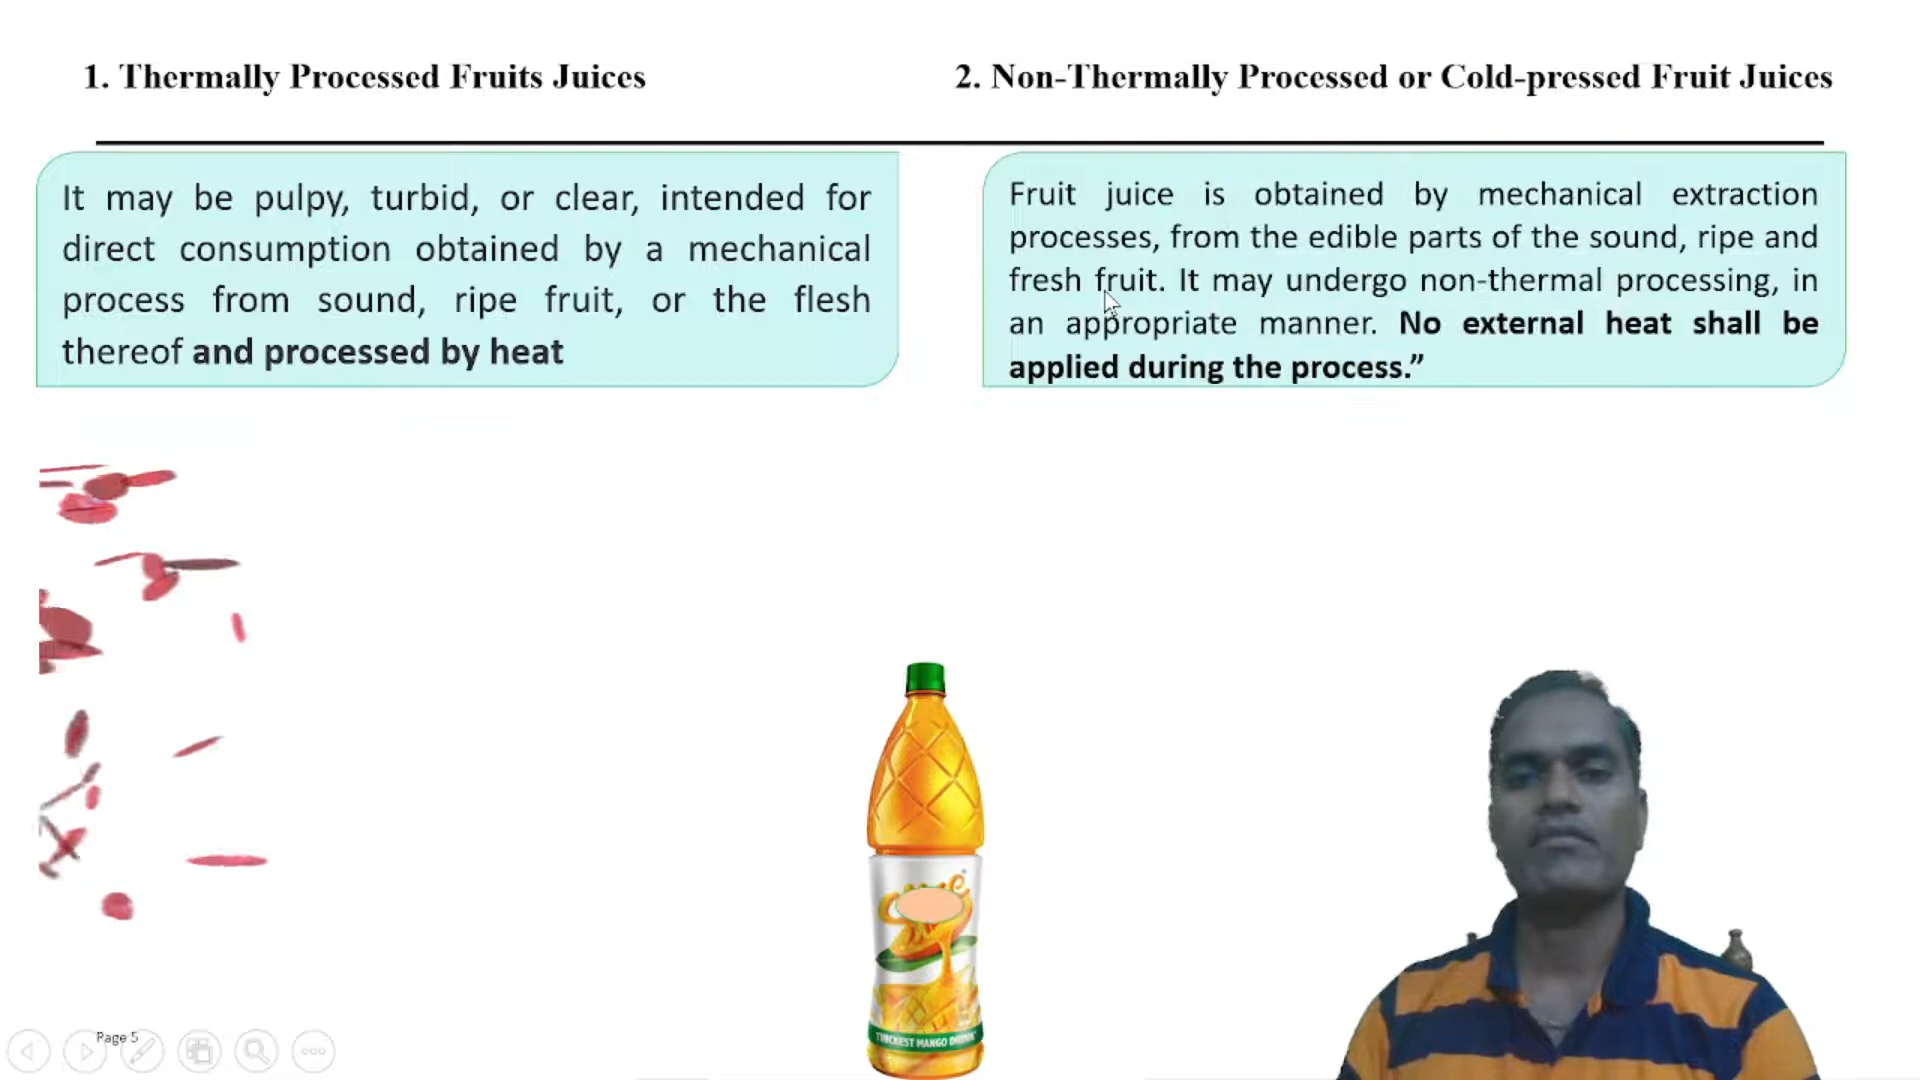 1. Thermally Processed Fruits Juices
2. Non-Thermally Processed or Cold-pressed Fruit Juices
It may be pulpy, turbid, or clear, intended for
direct consumption obtained by a mechanical
process from sound, ripe fruit, or the flesh
thereof and processed by heat
Fruit juice is obtained by mechanical extraction
processes, from the edible parts of the sound, ripe and
fresh fruit. It may undergo non-thermal processing, in
an appropriate manner. No external heat shall be
applied during the process.”
THICKEST MANGO DRINK
Page 5